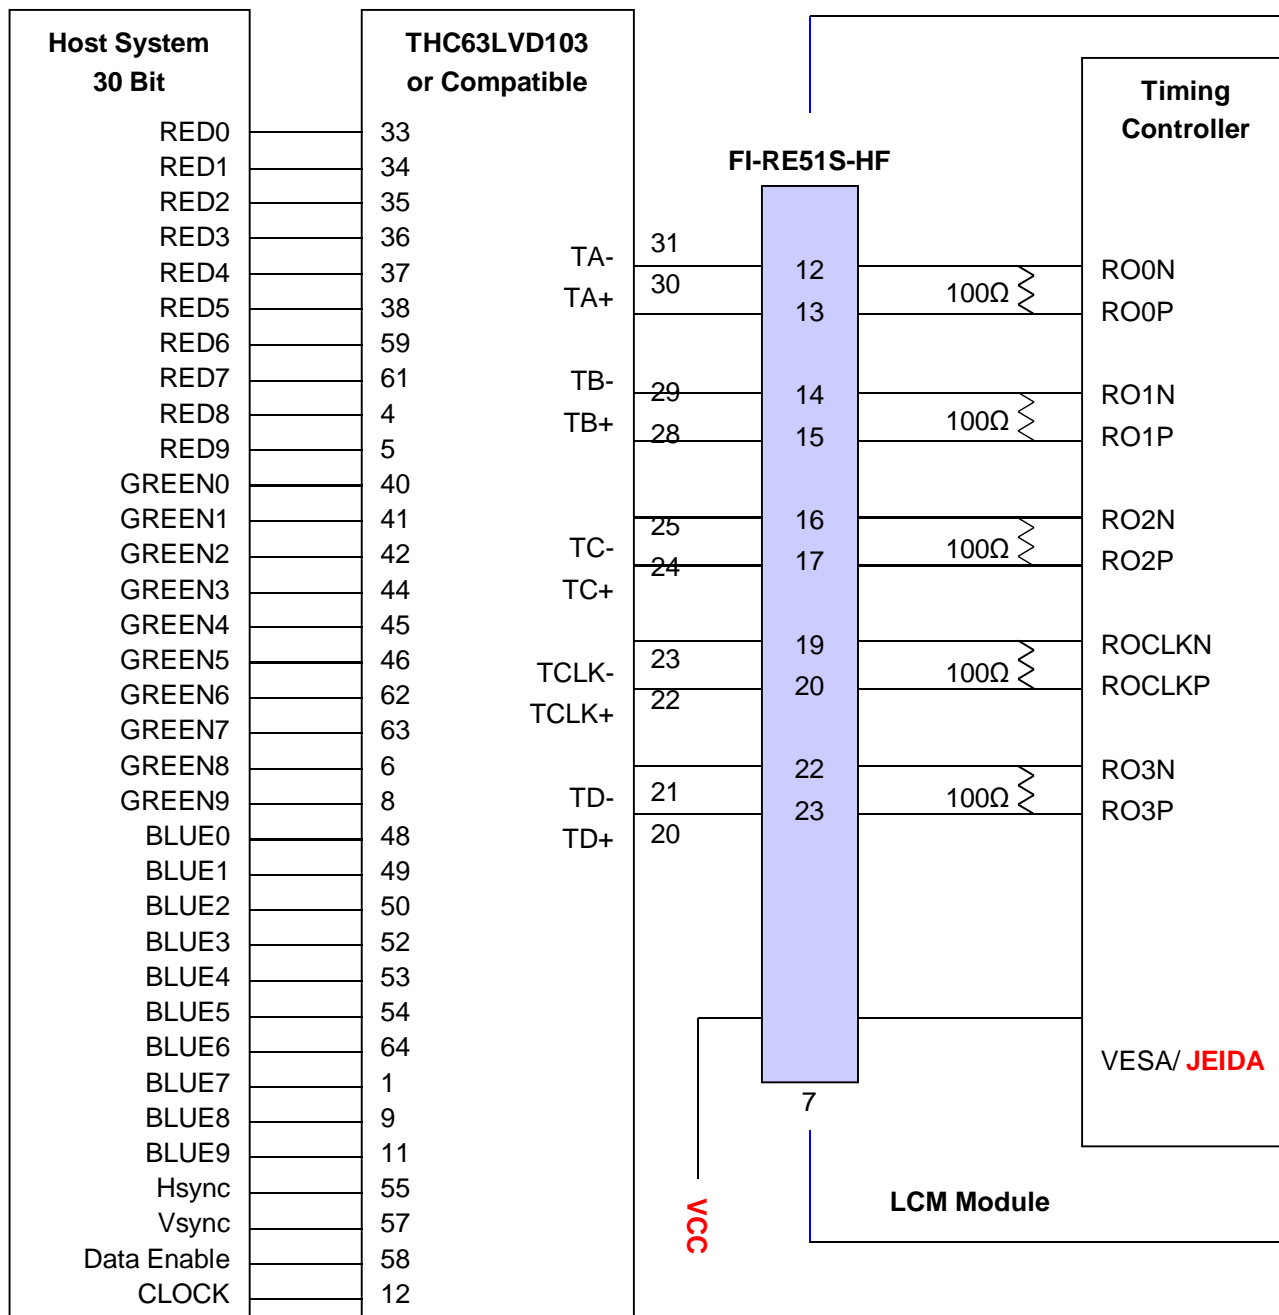 Host System
30 Bit
RED0
RED1
RED2
RED3
RED4
RED5
RED6
RED7
RED8
RED9
GREEN0
GREEN1
GREEN2
GREEN3
GREEN4
GREEN5
GREEN6
GREEN7
GREEN8
GREEN9
BLUE0
BLUE1
BLUE2
BLUE3
BLUE4
BLUE5
BLUE6
BLUE7
BLUE8
BLUE9
Hsync
Vsync
Data Enable
CLOCK
THC63LVD103
or Compatible
33
34
35
36
37
38
59
61
4
5
40
41
42
44
45
46
62
63
6
8
48
49
50
52
53
54
64
1
9
11
55
57
58
12
TA-
TA+
TB-
TB+
TC-
TC+
TCLK-
TCLK+
TD-
TD+
31
30
29
28
25
24
23
22
21
20
FI-RE51S-HF
12
13
14
15
16
17
19
20
22
23
7
VCC
100Ω
100Ω
100Ω
100Ω
100Ω
Timing
Controller
RO0N
RO0P
RO1N
RO1P
RO2N
RO2P
ROCLKN
ROCLKP
RO3N
RO3P
VESA/ JEIDA
LCM Module